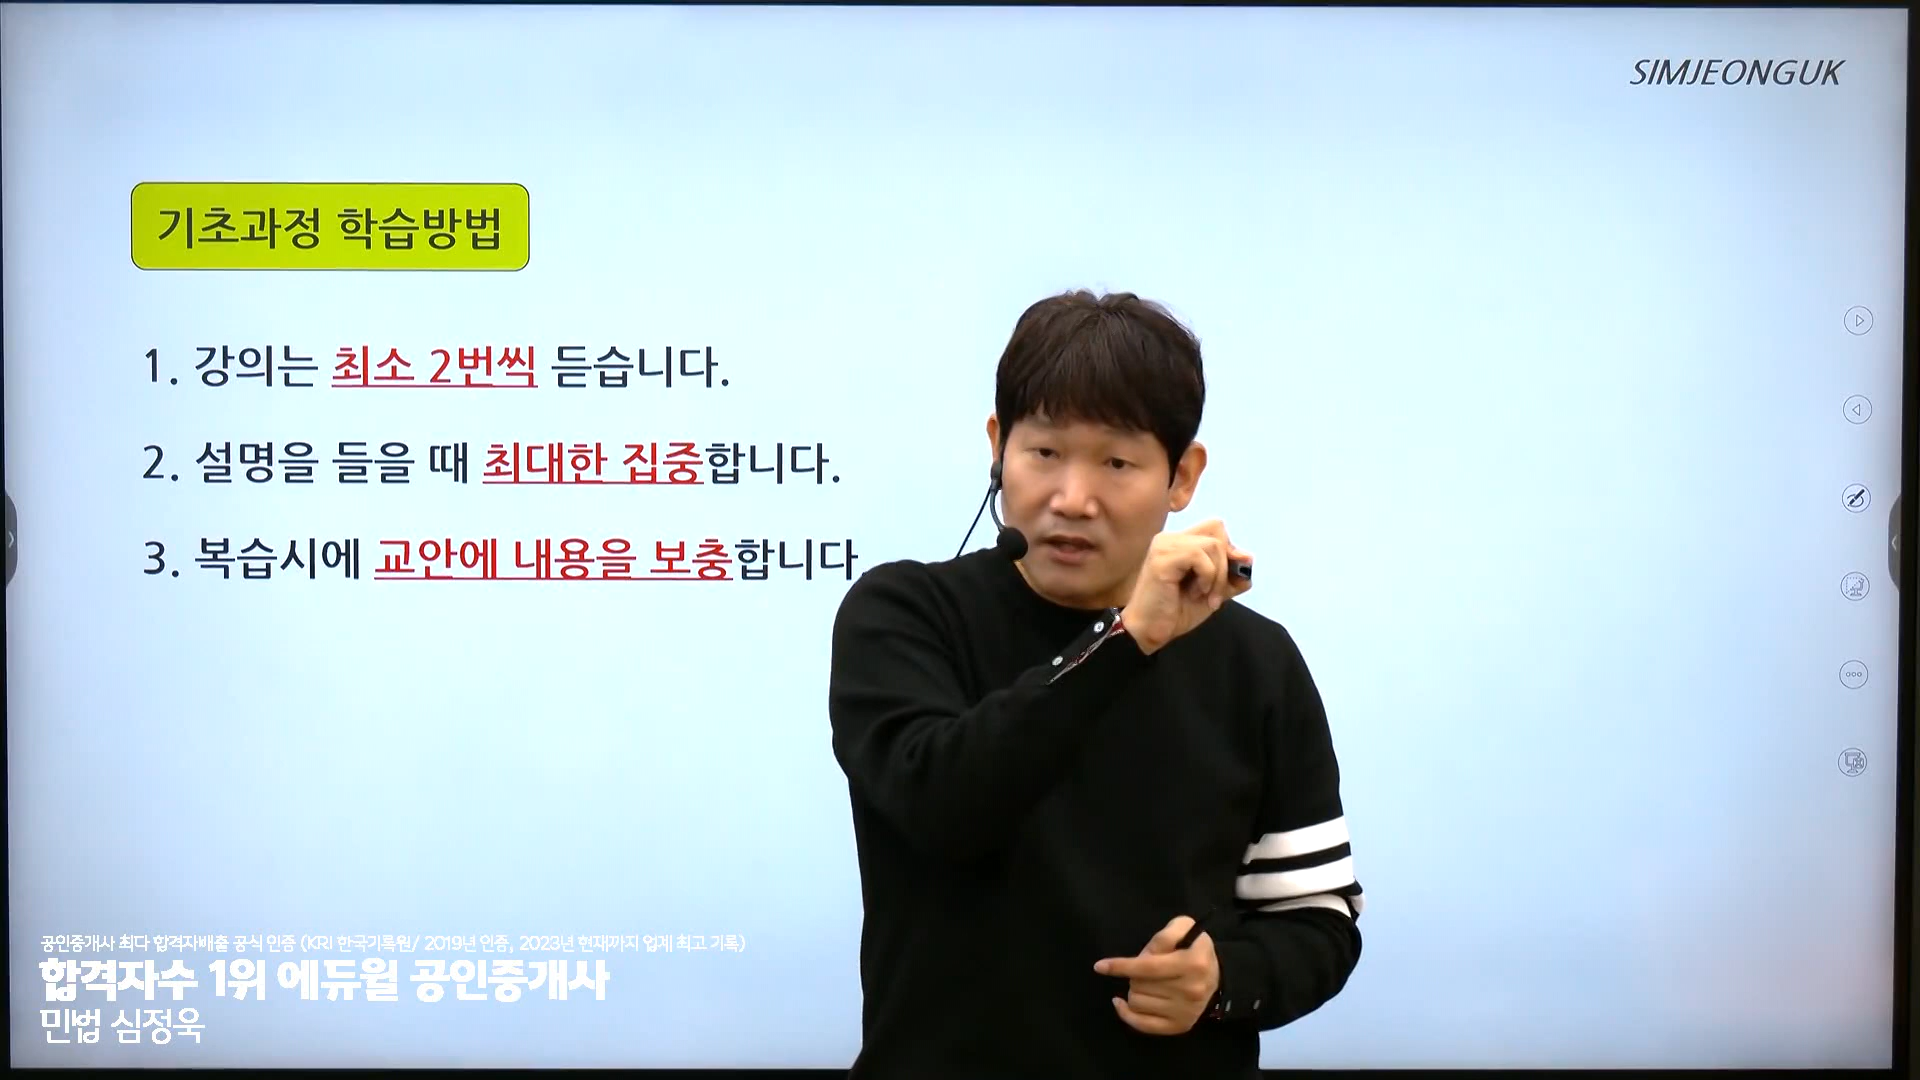 SIMJEONGUK
기초과정 학습방법
1. 강의는 최소 2번씩 듣습니다.
2. 설명을 들을 때 최대한 집중합니다.
3. 복습시에 교안에 내용을 보충합니다.
공인중개사 최다 합격자배출 공식 인증 (KRI 한국기록원/ 2019년 인증, 2023년 현재까지 업계 최고 기록)
합격자수 1위 에듀윌 공인중개사
민법 심정욱